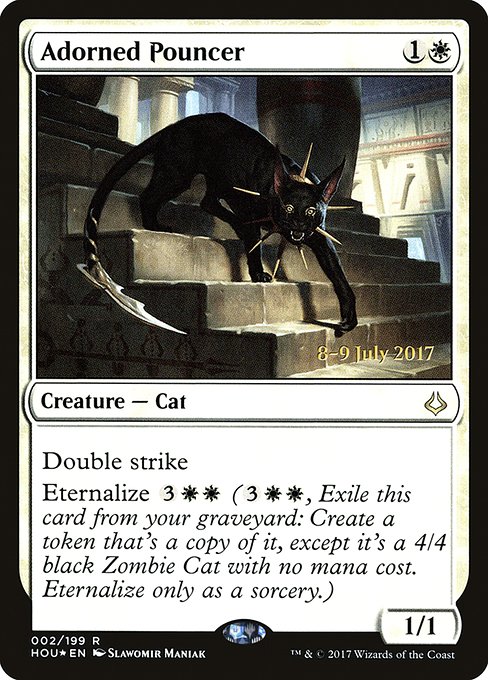 Adorned Pouncer 1
8–9 July 2017
Creature — Cat
Double strike
Eternalize 3 (3, Exile this
card from your graveyard: Create a
token that's a copy of it, except it's a 4/4
black Zombie Cat with no mana cost.
Eternalize only as a sorcery.)
1/1
002/199 R
HOU★EN Slawomir Maniak
™ & © 2017 Wizards of the Coast